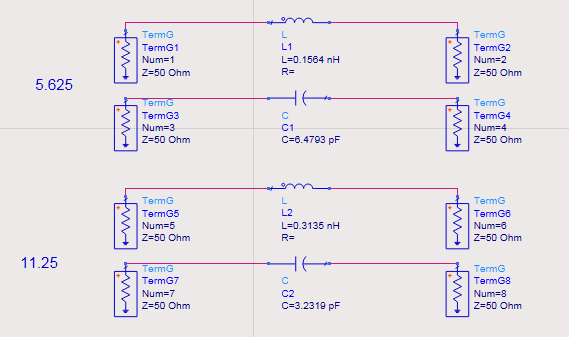 TermG
TermG1
Num=1
Z=50 Ohm
L
L1
L=0.1564 nH
R=
TermG
TermG2
Num=2
Z=50 Ohm
5.625
TermG
TermG3
Num=3
Z=50 Ohm
C
C1
C=6.4793 pF
TermG
TermG4
Num=4
Z=50 Ohm
TermG
TermG5
Num=5
Z=50 Ohm
L
L2
L=0.3135 nH
R=
TermG
TermG6
Num=6
Z=50 Ohm
11.25
TermG
TermG7
Num=7
Z=50 Ohm
C
C2
C=3.2319 pF
TermG
TermG8
Num=8
Z=50 Ohm